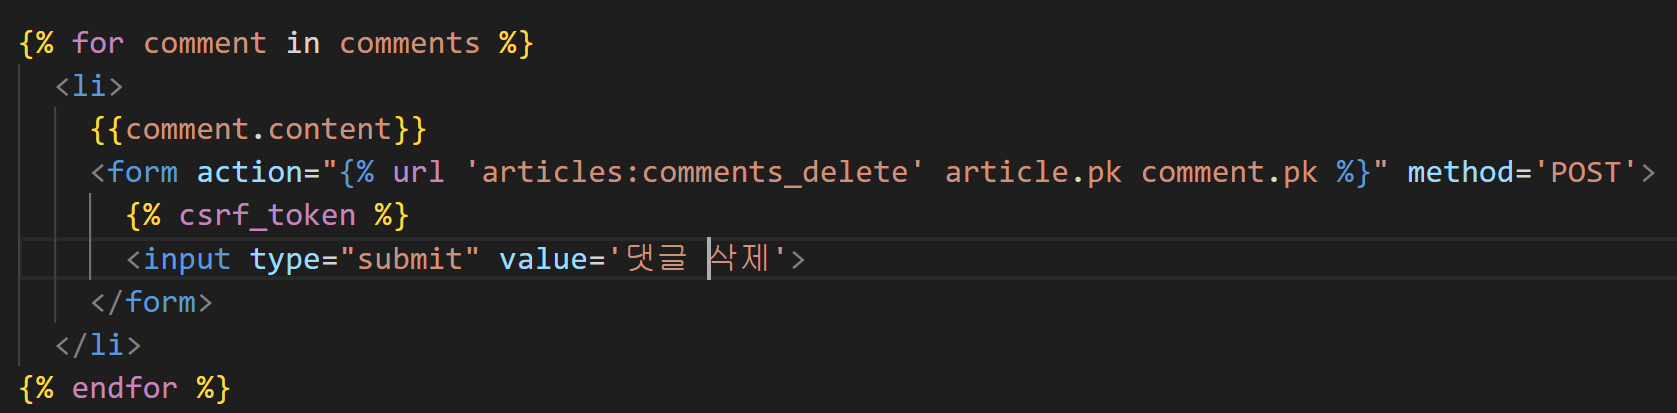 {% for comment in comments %}
<li>
{{comment.content}}
<form action="{% url 'articles:comments_delete' article.pk comment.pk %}" method='POST'>
{% csrf_token %}
<input type="submit" value='댓글 삭제'>
</form>
</li>
{% endfor %}